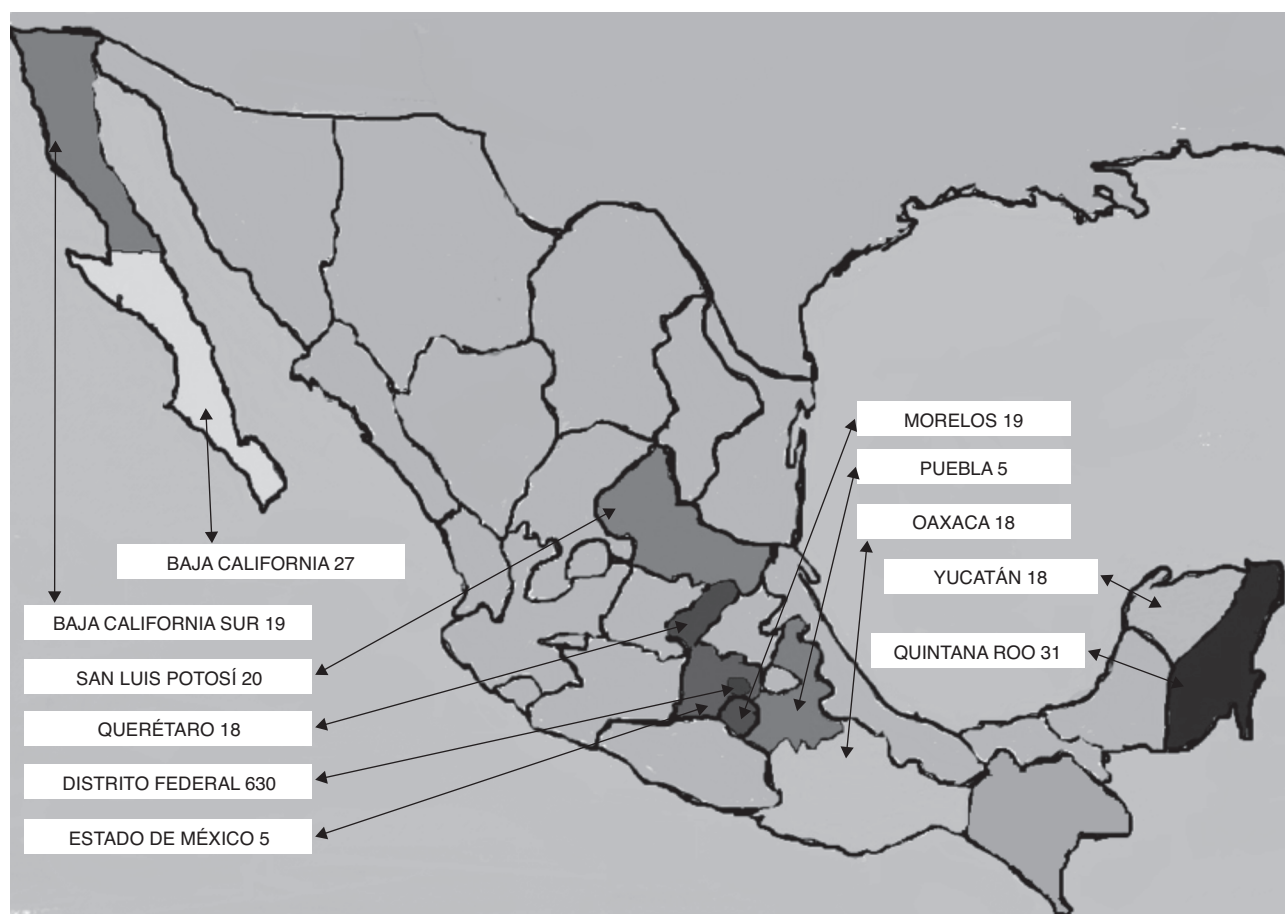 MORELOS 19
PUEBLA 5
OAXACA 18
YUCATÁN 18
QUINTANA ROO 31
BAJA CALIFORNIA 27
BAJA CALIFORNIA SUR 19
SAN LUIS POTOSÍ 20
QUERÉTARO 18
DISTRITO FEDERAL 630
ESTADO DE MÉXICO 5